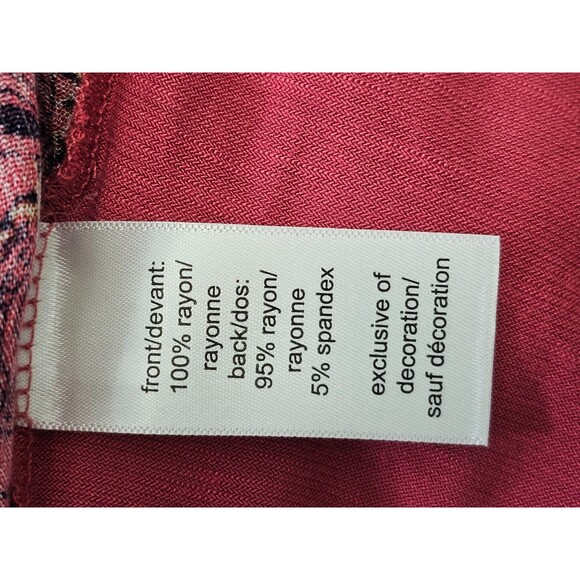 front/devant:
100% rayon/
rayonne
back/dos:
95% rayon/
rayonne
5% spandex
exclusive of
decoration/
sauf décoration